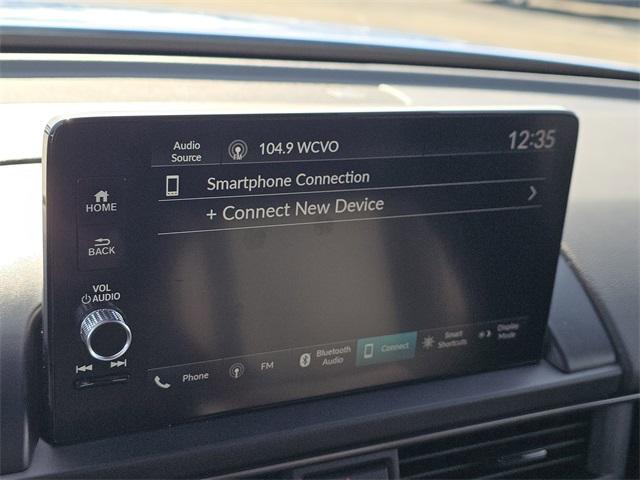 Audio
Source
104.9 WCVO
12:35
Smartphone Connection
+ Connect New Device
HOME
BACK
VOL
AUDIO
Phone
FM
Bluetooth
Audio
Connect
Smart
Shortcuts
Display
Mode